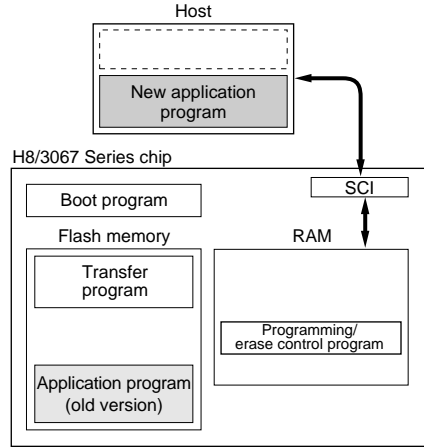 Host
New application
program
H8/3067 Series chip
SCI
Boot program
Flash memory
RAM
Transfer
program
Programming/
erase control program
Application program
(old version)